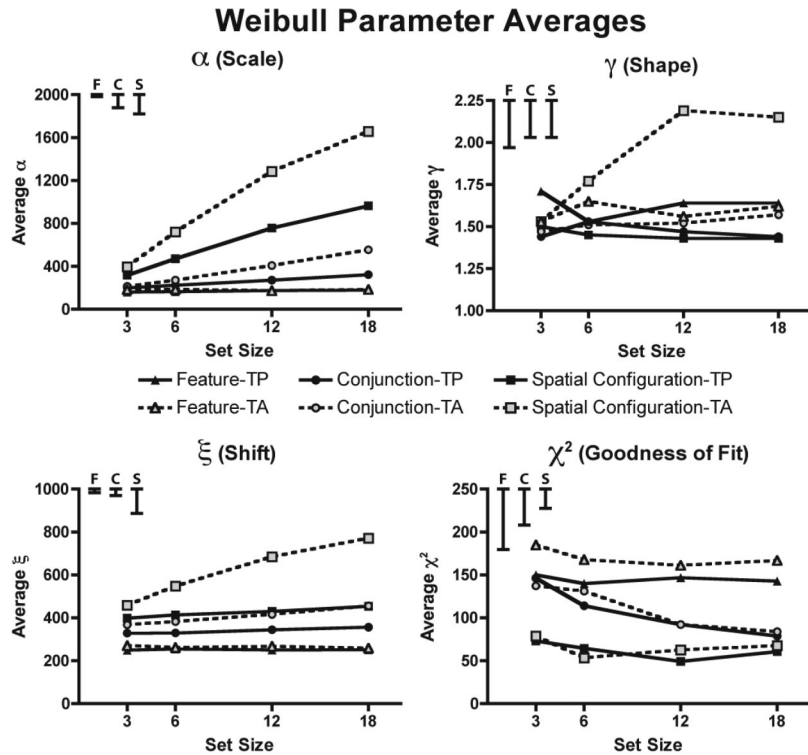 Weibull Parameter Averages
α (Scale)
F C S
2000
1600
1200
800
400
0
Average α
3 6 12 18
Set Size
γ (Shape)
F C S
2.25
2.00
1.75
1.50
1.25
1.00
Average γ
3 6 12 18
Set Size
Feature-TP Conjunction-TP Spatial Configuration-TP
Feature-TA Conjunction-TA Spatial Configuration-TA
ξ (Shift)
F C S
1000
800
600
400
200
0
Average ξ
3 6 12 18
Set Size
χ² (Goodness of Fit)
F C S
250
200
150
100
50
0
Average χ²
3 6 12 18
Set Size